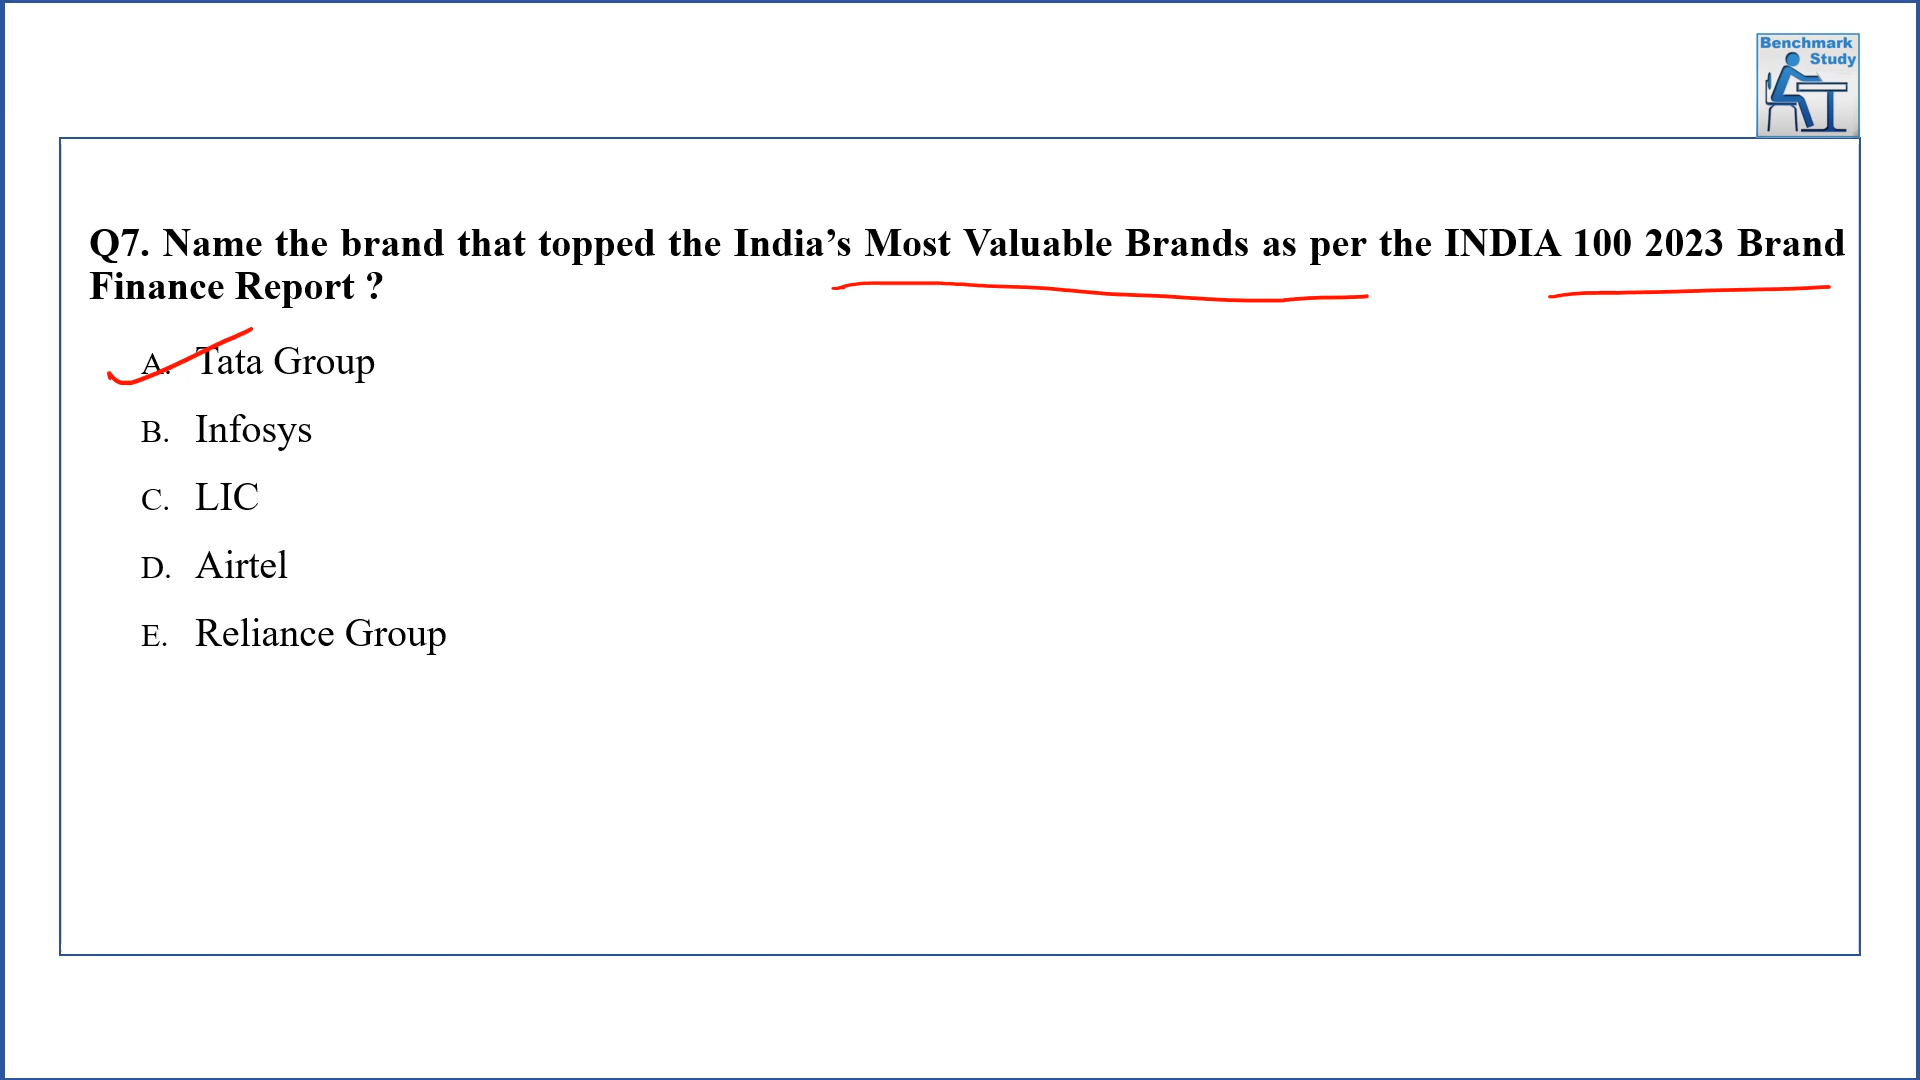 Benchmark
Study
Q7. Name the brand that topped the India’s Most Valuable Brands as per the INDIA 100 2023 Brand
Finance Report ?
A. Tata Group
B. Infosys
C. LIC
D. Airtel
E. Reliance Group